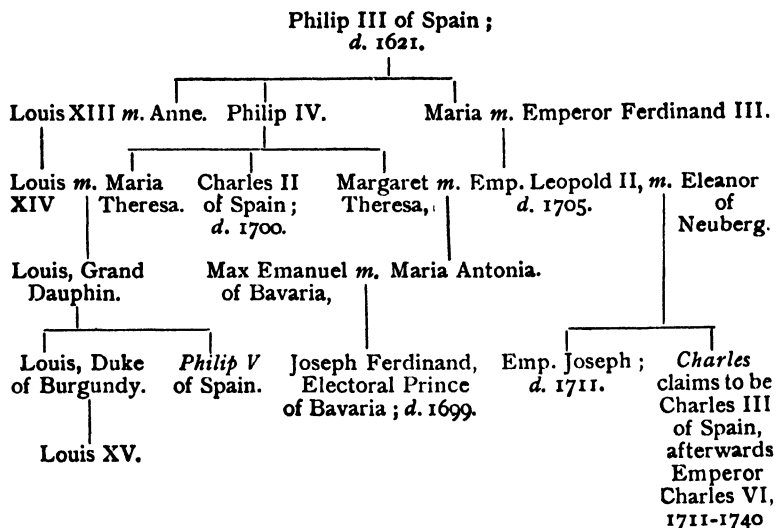 Philip III of Spain ;
d. 1621.
Louis XIII m. Anne. Philip IV. Maria m. Emperor Ferdinand III.
Louis m. Maria Charles II Margaret m. Emp. Leopold II, m. Eleanor
XIV Theresa. of Spain ; Theresa, d. 1705. of
d. 1700. Neuberg.
Louis, Grand Max Emanuel m. Maria Antonia.
Dauphin. of Bavaria,
Louis, Duke Philip V Joseph Ferdinand, Emp. Joseph ; Charles
of Burgundy. of Spain. Electoral Prince d. 1711. claims to be
of Bavaria ; d. 1699. Charles III
Louis XV. of Spain,
afterwards
Emperor
Charles VI,
1711-1740